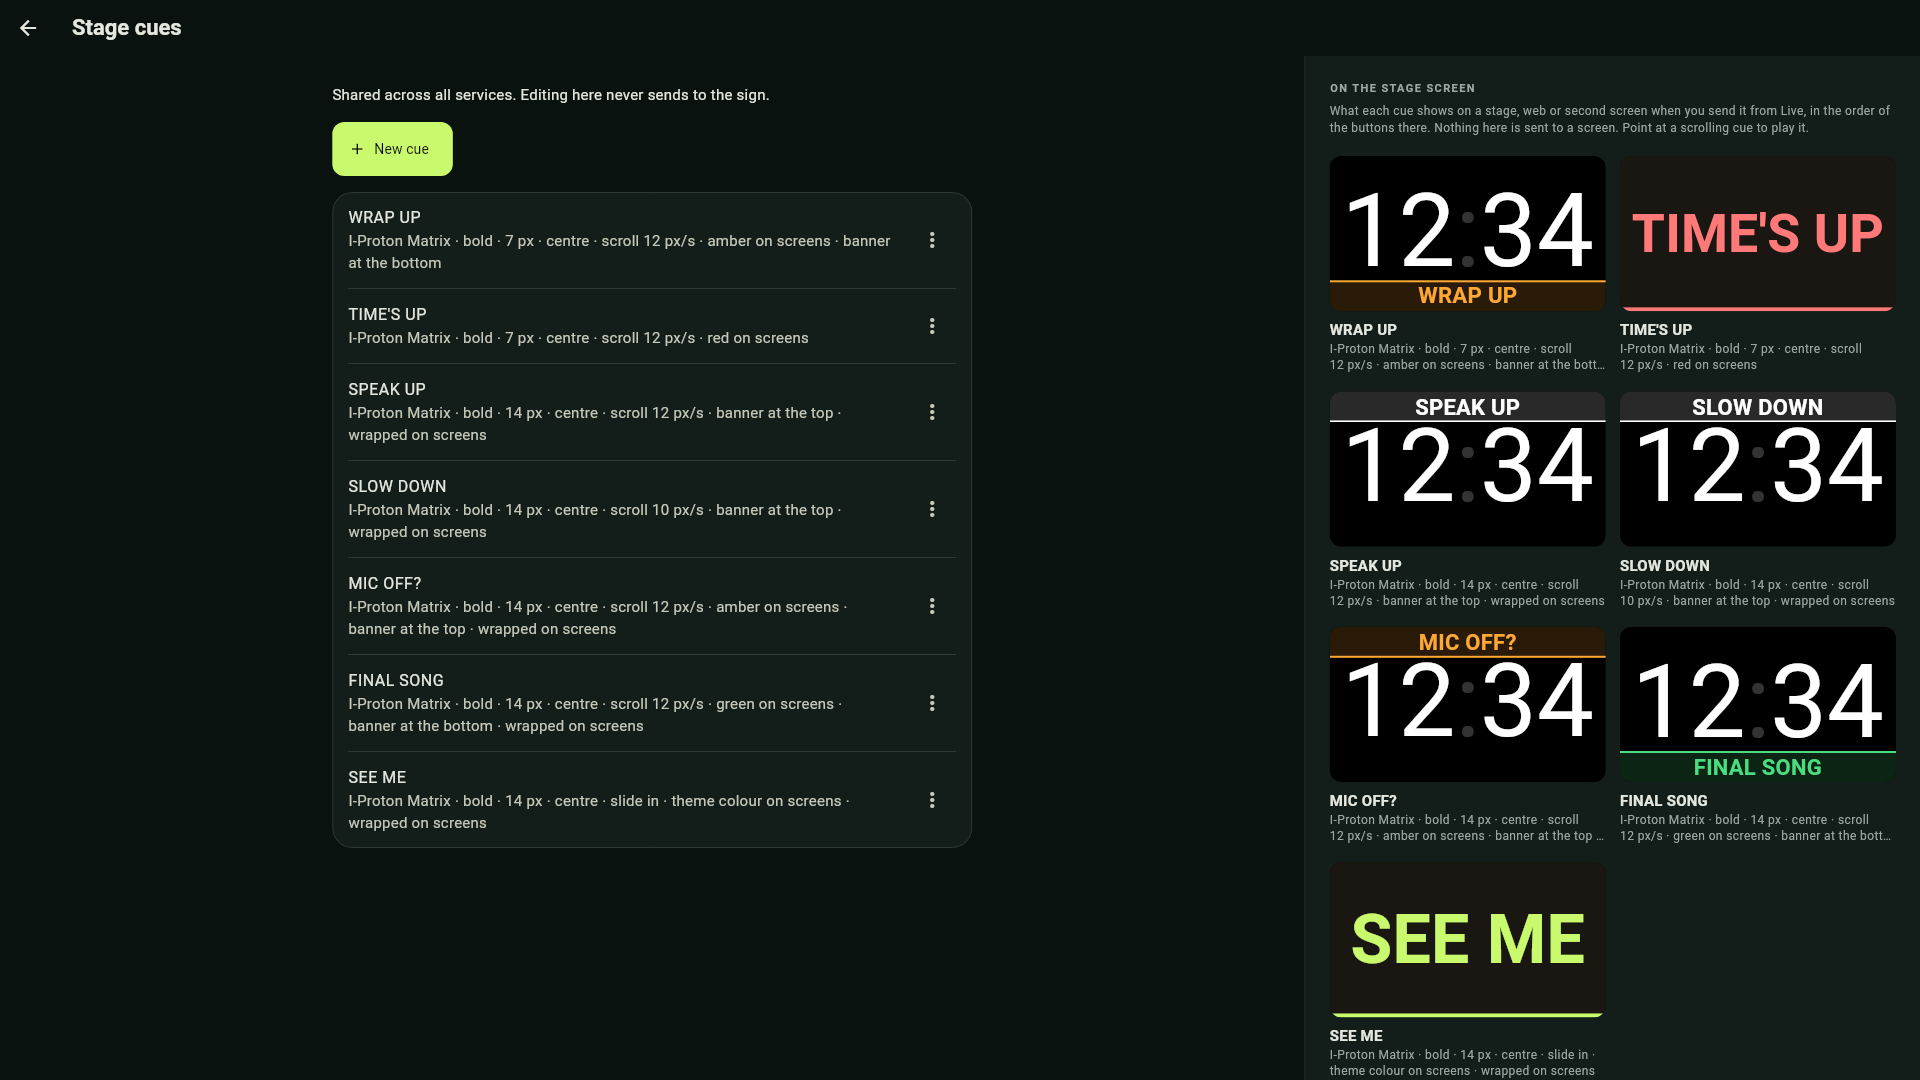 Stage cues
Shared across all services. Editing here never sends to the sign.
New cue
WRAP UP
I-Proton Matrix · bold · 7 px · centre · scroll 12 px/s · amber on screens · banner
at the bottom
TIME'S UP
I-Proton Matrix · bold · 7 px · centre · scroll 12 px/s · red on screens
SPEAK UP
I-Proton Matrix · bold · 14 px · centre · scroll 12 px/s · banner at the top ·
wrapped on screens
SLOW DOWN
I-Proton Matrix · bold · 14 px · centre · scroll 10 px/s · banner at the top ·
wrapped on screens
MIC OFF?
I-Proton Matrix · bold · 14 px · centre · scroll 12 px/s · amber on screens ·
banner at the top · wrapped on screens
FINAL SONG
I-Proton Matrix · bold · 14 px · centre · scroll 12 px/s · green on screens ·
banner at the bottom · wrapped on screens
SEE ME
I-Proton Matrix · bold · 14 px · centre · slide in · theme colour on screens ·
wrapped on screens
ON THE STAGE SCREEN
What each cue shows on a stage, web or second screen when you send it from Live, in the order of
the buttons there. Nothing here is sent to a screen. Point at a scrolling cue to play it.
12:34
WRAP UP
WRAP UP
I-Proton Matrix · bold · 7 px · centre · scroll
12 px/s · amber on screens · banner at the bott…
TIME'S UP
TIME'S UP
I-Proton Matrix · bold · 7 px · centre · scroll
12 px/s · red on screens
SPEAK UP
12:34
SPEAK UP
I-Proton Matrix · bold · 14 px · centre · scroll
12 px/s · banner at the top · wrapped on screens
SLOW DOWN
12:34
SLOW DOWN
I-Proton Matrix · bold · 14 px · centre · scroll
10 px/s · banner at the top · wrapped on screens
MIC OFF?
12:34
MIC OFF?
I-Proton Matrix · bold · 14 px · centre · scroll
12 px/s · amber on screens · banner at the top …
12:34
FINAL SONG
FINAL SONG
I-Proton Matrix · bold · 14 px · centre · scroll
12 px/s · green on screens · banner at the bott…
SEE ME
SEE ME
I-Proton Matrix · bold · 14 px · centre · slide in ·
theme colour on screens · wrapped on screens